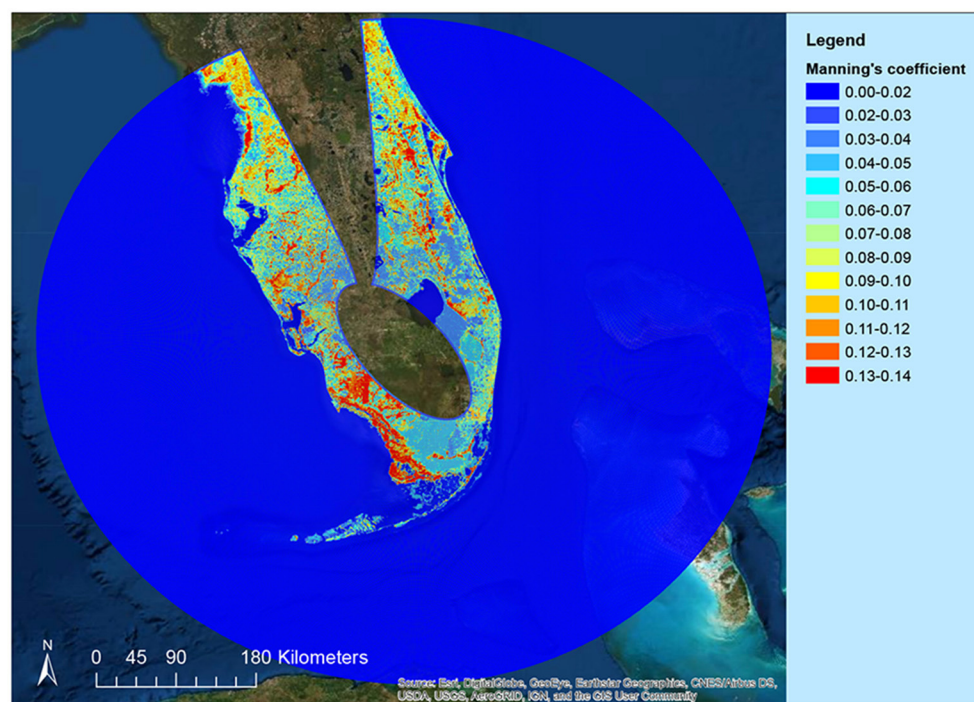 Legend
Manning's coefficient
0.00-0.02
0.02-0.03
0.03-0.04
0.04-0.05
0.05-0.06
0.06-0.07
0.07-0.08
0.08-0.09
0.09-0.10
0.10-0.11
0.11-0.12
0.12-0.13
0.13-0.14
N
0 45 90 180 Kilometers
Source: Esri, DigitalGlobe, GeoEye, Earthstar Geographics, CNES/Airbus DS,
USDA, USGS, AeroGRID, IGN, and the GIS User Community